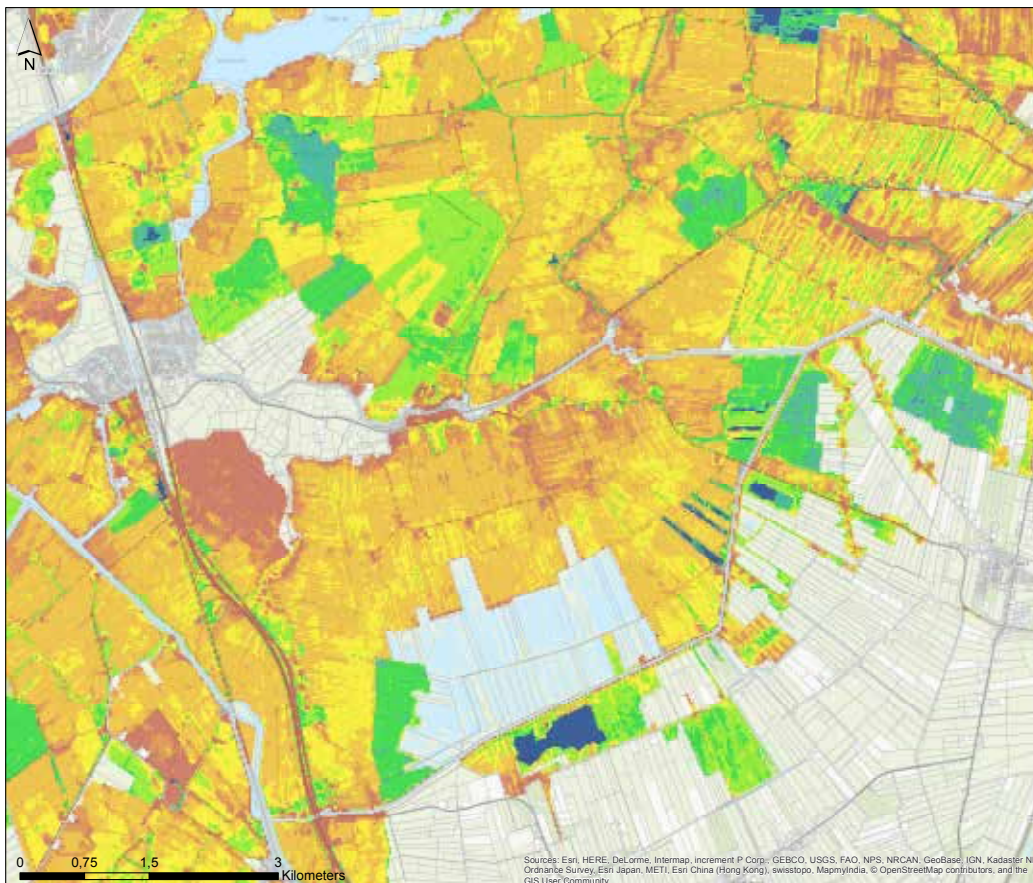 N
0 0,75 1,5 3
Kilometers
Sources: Esri, HERE, DeLorme, Intermap, increment P Corp., GEBCO, USGS, FAO, NPS, NRCAN, GeoBase, IGN, Kadaster N
Ordnance Survey, Esri Japan, METI, Esri China (Hong Kong), swisstopo, MapmyIndia, © OpenStreetMap contributors, and the
GIS User Community